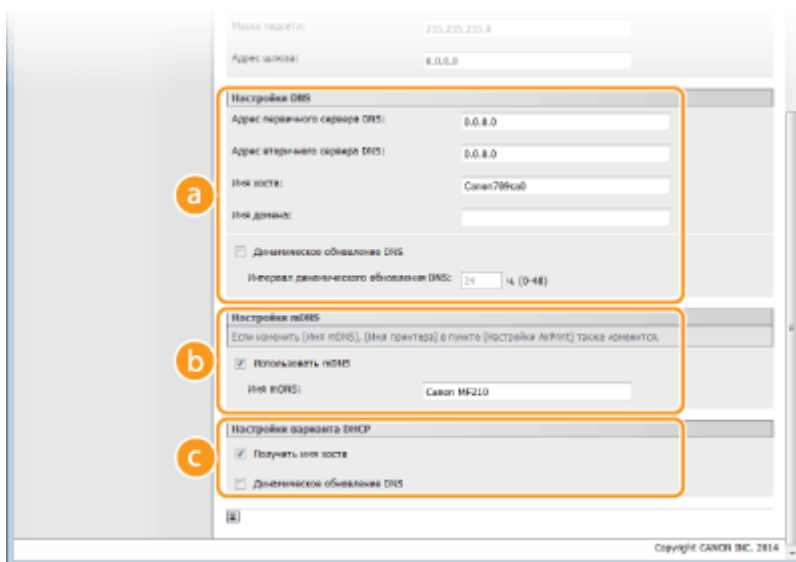 Маска подсети: 255.255.255.0
Адрес шлюза: 0.0.0.0
Настройки DNS
Адрес первичного сервера DNS: 0.0.0.0
Адрес вторичного сервера DNS: 0.0.0.0
a
Имя хоста: Canon789ca0
Имя домена:
Динамическое обновление DNS
Интервал динамического обновления DNS: 24 ч. (0-48)
Настройки mDNS
Если изменить [Имя mDNS], [Имя принтера] в пункте [Настройки AirPrint] также изменится.
b
Использовать mDNS
Имя mDNS: Canon MF210
Настройки варианта DHCP
c
Получить имя хоста
Динамическое обновление DNS
Copyright CANON INC. 2014